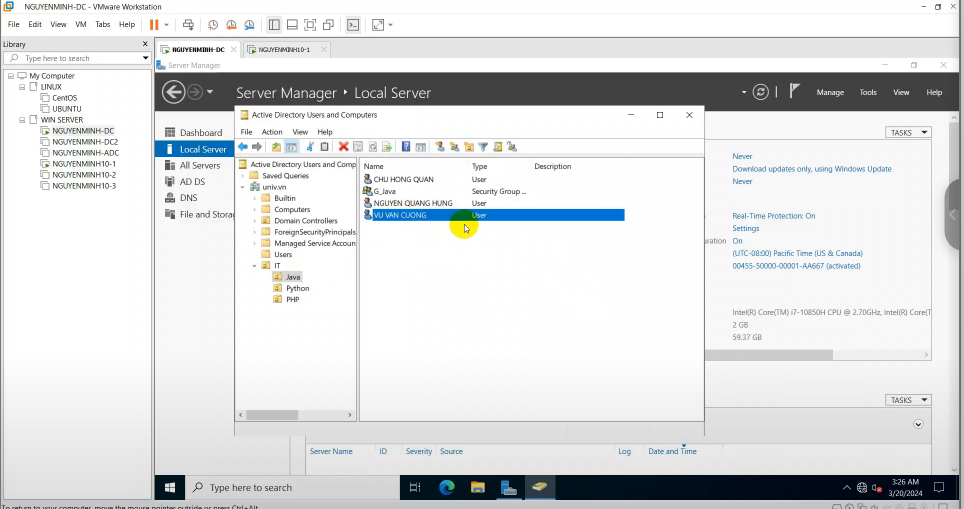 NGUYENMINH-DC - VMware Workstation
File Edit View VM Tabs Help
Library
Type here to search
My Computer
LINUX
CentOS
UBUNTU
WIN SERVER
NGUYENMINH-DC
NGUYENMINH-DC2
NGUYENMINH-ADC
NGUYENMINH10-1
NGUYENMINH10-2
NGUYENMINH10-3
NGUYENMINH-DC
NGUYENMINH10-1
Server Manager
Server Manager Local Server
Manage Tools View Help
Dashboard
Local Server
All Servers
AD DS
DNS
File and Storag
Active Directory Users and Computers
File Action View Help
Active Directory Users and Comp
Saved Queries
univ.vn
Builtin
Computers
Domain Controllers
ForeignSecurityPrincipals
Managed Service Accoun
Users
IT
Java
Python
PHP
Name Type Description
CHU HONG QUAN User
G_Java Security Group ...
NGUYEN QUANG HUNG User
VU VAN CUONG User
TASKS
Never
Download updates only, using Windows Update
Never
Real-Time Protection: On
Settings
uration On
(UTC-08:00) Pacific Time (US & Canada)
00455-50000-00001-AA667 (activated)
Intel(R) Core(TM) i7-10850H CPU @ 2.70GHz, Intel(R) Core(T
2 GB
59.37 GB
TASKS
Server Name ID Severity Source Log Date and Time
Type here to search
3:26 AM
3/20/2024
To return to your computer, move the mouse pointer outside or press Ctrl+Alt.